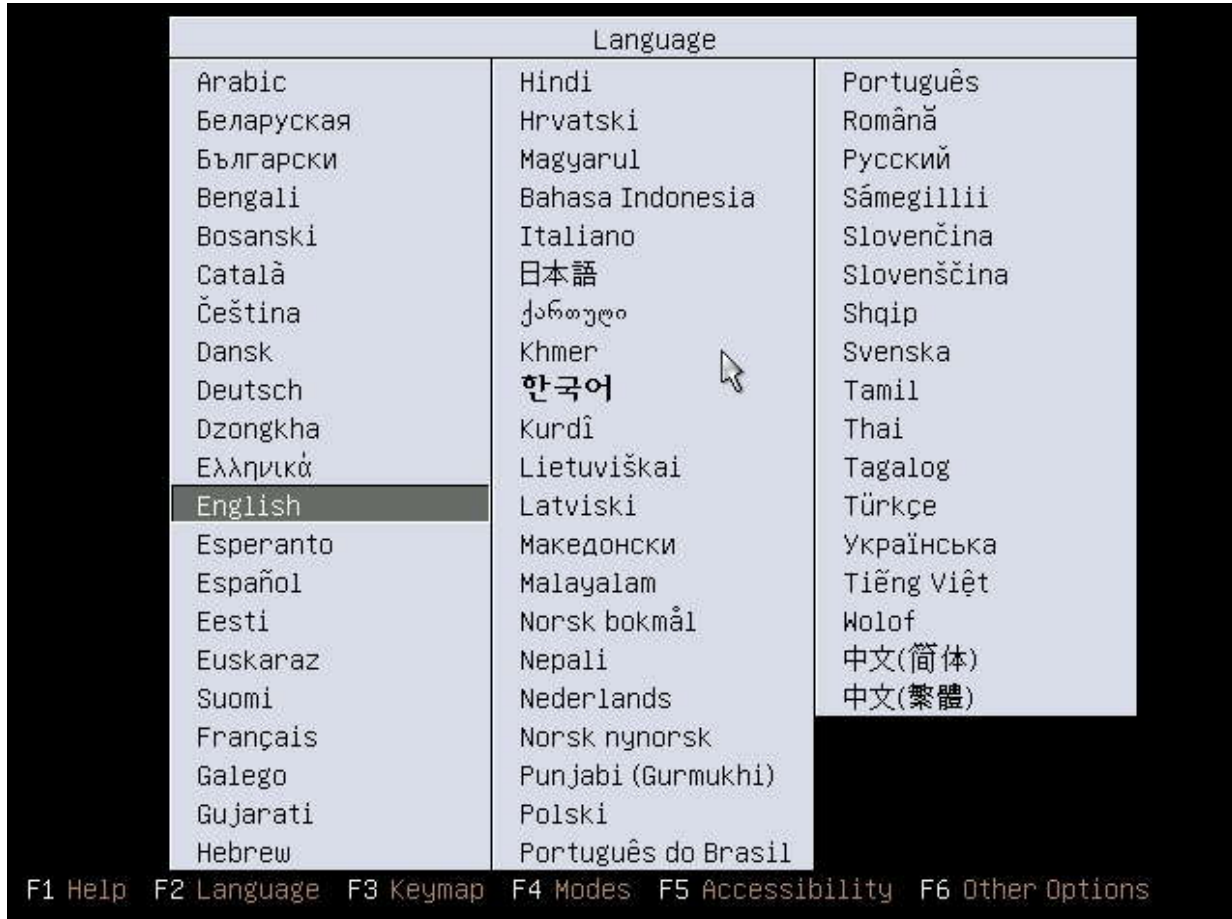 Language
Arabic
Беларуская
Български
Bengali
Bosanski
Català
Čeština
Dansk
Deutsch
Dzongkha
Ελληνικά
English
Esperanto
Español
Eesti
Euskaraz
Suomi
Français
Galego
Gujarati
Hebrew
Hindi
Hrvatski
Magyarul
Bahasa Indonesia
Italiano
日本語
ქართული
Khmer
한국어
Kurdî
Lietuviškai
Latviski
Македонски
Malayalam
Norsk bokmål
Nepali
Nederlands
Norsk nynorsk
Punjabi (Gurmukhi)
Polski
Português do Brasil
Português
Română
Русский
Sámegillii
Slovenčina
Slovenščina
Shqip
Svenska
Tamil
Thai
Tagalog
Türkçe
Українська
Tiếng Việt
Wolof
中文(简体)
中文(繁體)
F1 Help F2 Language F3 Keymap F4 Modes F5 Accessibility F6 Other Options